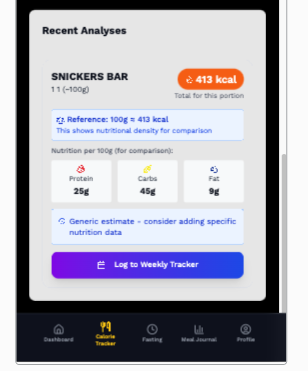 Recent Analyses
SNICKERS BAR
413 kcal
1 1 (~100g)
Total for this portion
Reference: 100g ≈ 413 kcal
This shows nutritional density for comparison
Nutrition per 100g (for comparison):
Protein
Carbs
Fat
25g
45g
9g
Generic estimate - consider adding specific
nutrition data
Log to Weekly Tracker
Dashboard
Calorie
Tracker
Fasting
Meal Journal
Profile